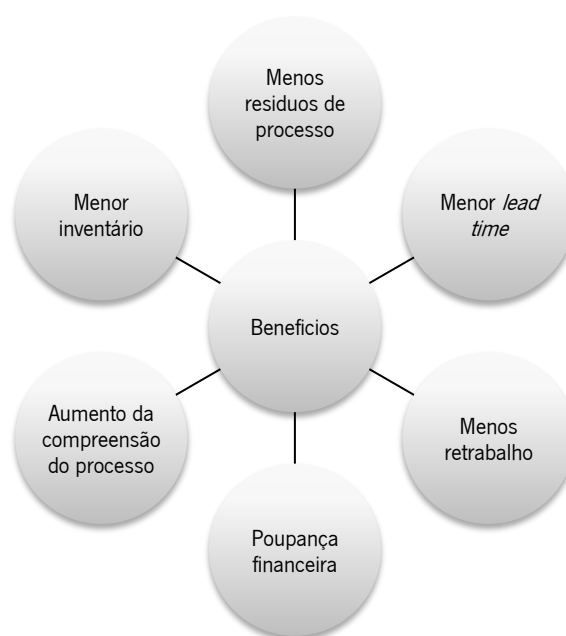 Menos
residuos de
processo
Menor
inventário
Menor lead
time
Beneficios
Aumento da
compreensão
do processo
Menos
retrabalho
Poupança
financeira